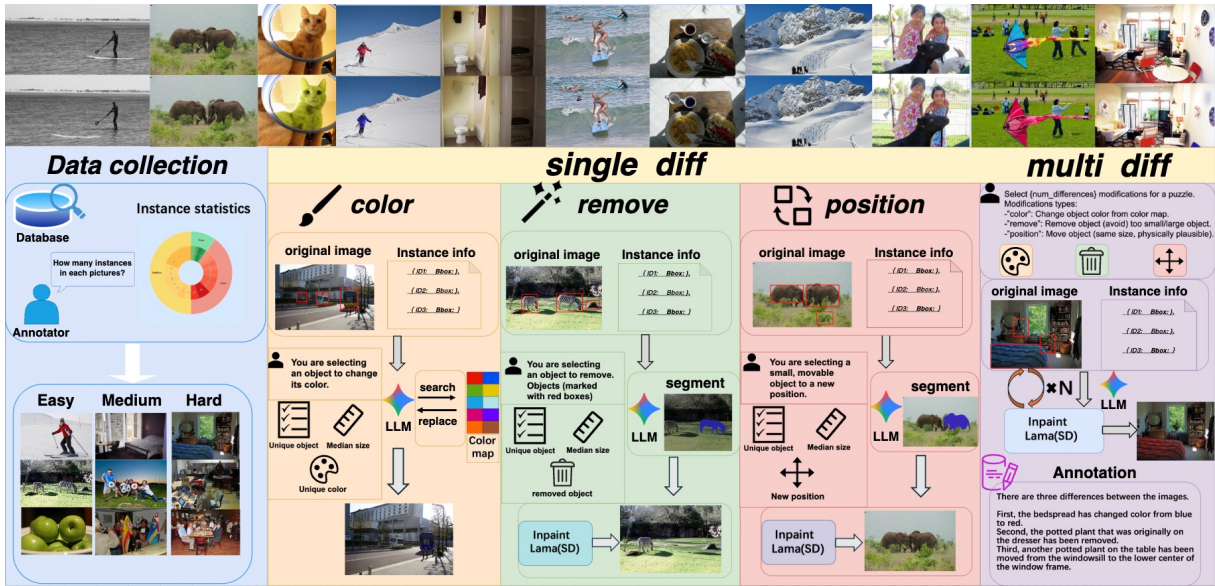 Data collection
Database
Instance statistics
How many instances
in each pictures?
Annotator
Easy Medium Hard
single diff
color
original image
Instance info
{ ID1: Bbox: },
{ ID2: Bbox: },
{ ID3: Bbox: }
You are selecting
an object to change
its color.
LLM
search
replace
Color
map
Unique object
Median size
Unique color
remove
original image
Instance info
{ ID1: Bbox: },
{ ID2: Bbox: },
{ ID3: Bbox: }
You are selecting
an object to remove.
Objects (marked
with red boxes)
LLM
segment
Unique object
Median size
removed object
Inpaint
Lama(SD)
position
original image
Instance info
{ ID1: Bbox: },
{ ID2: Bbox: },
{ ID3: Bbox: }
You are selecting a
small, movable
object to a new
position.
LLM
segment
Unique object
Median size
New position
Inpaint
Lama(SD)
multi diff
Select {num_differences} modifications for a puzzle.
Modifications types:
-"color": Change object color from color map.
-"remove": Remove object (avoid) too small/large object.
-"position": Move object (same size, physically plausible).
original image
Instance info
{ ID1: Bbox: },
{ ID2: Bbox: },
{ ID3: Bbox: }
×N
LLM
Inpaint
Lama(SD)
Annotation
There are three differences between the images.
First, the bedspread has changed color from blue
to red.
Second, the potted plant that was originally on
the dresser has been removed.
Third, another potted plant on the table has been
moved from the windowsill to the lower center of
the window frame.